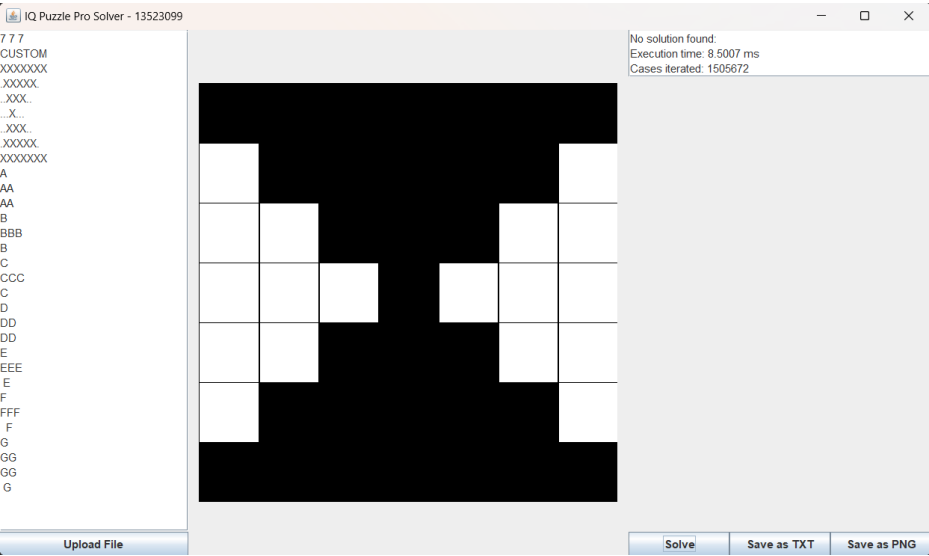 IQ Puzzle Pro Solver - 13523099
7 7 7
CUSTOM
XXXXXXX
.XXXXX.
..XXX..
...X...
..XXX..
.XXXXX.
XXXXXXX
A
AA
AA
B
BBB
B
C
CCC
C
D
DD
DD
E
EEE
 E
F
FFF
  F
G
GG
GG
 G
Upload File
No solution found:
Execution time: 8.5007 ms
Cases iterated: 1505672
Solve Save as TXT Save as PNG